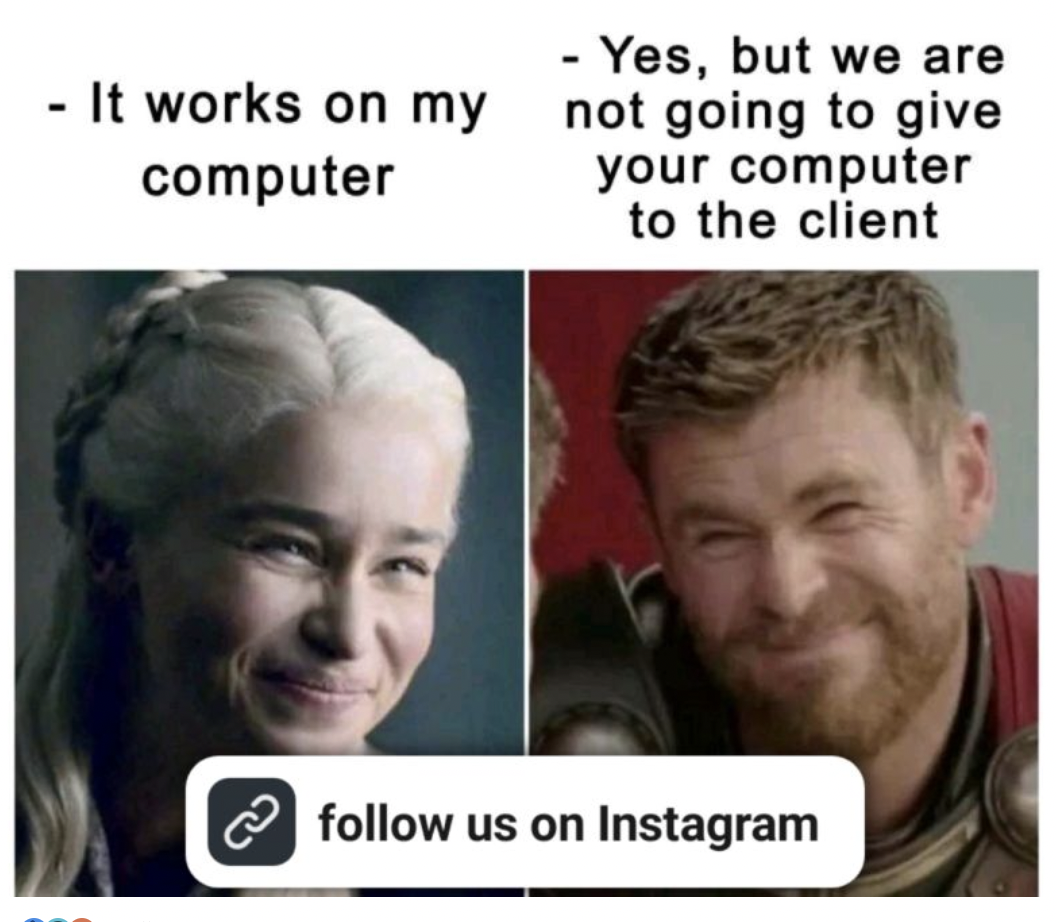 - It works on my
computer
- Yes, but we are
not going to give
your computer
to the client
follow us on Instagram